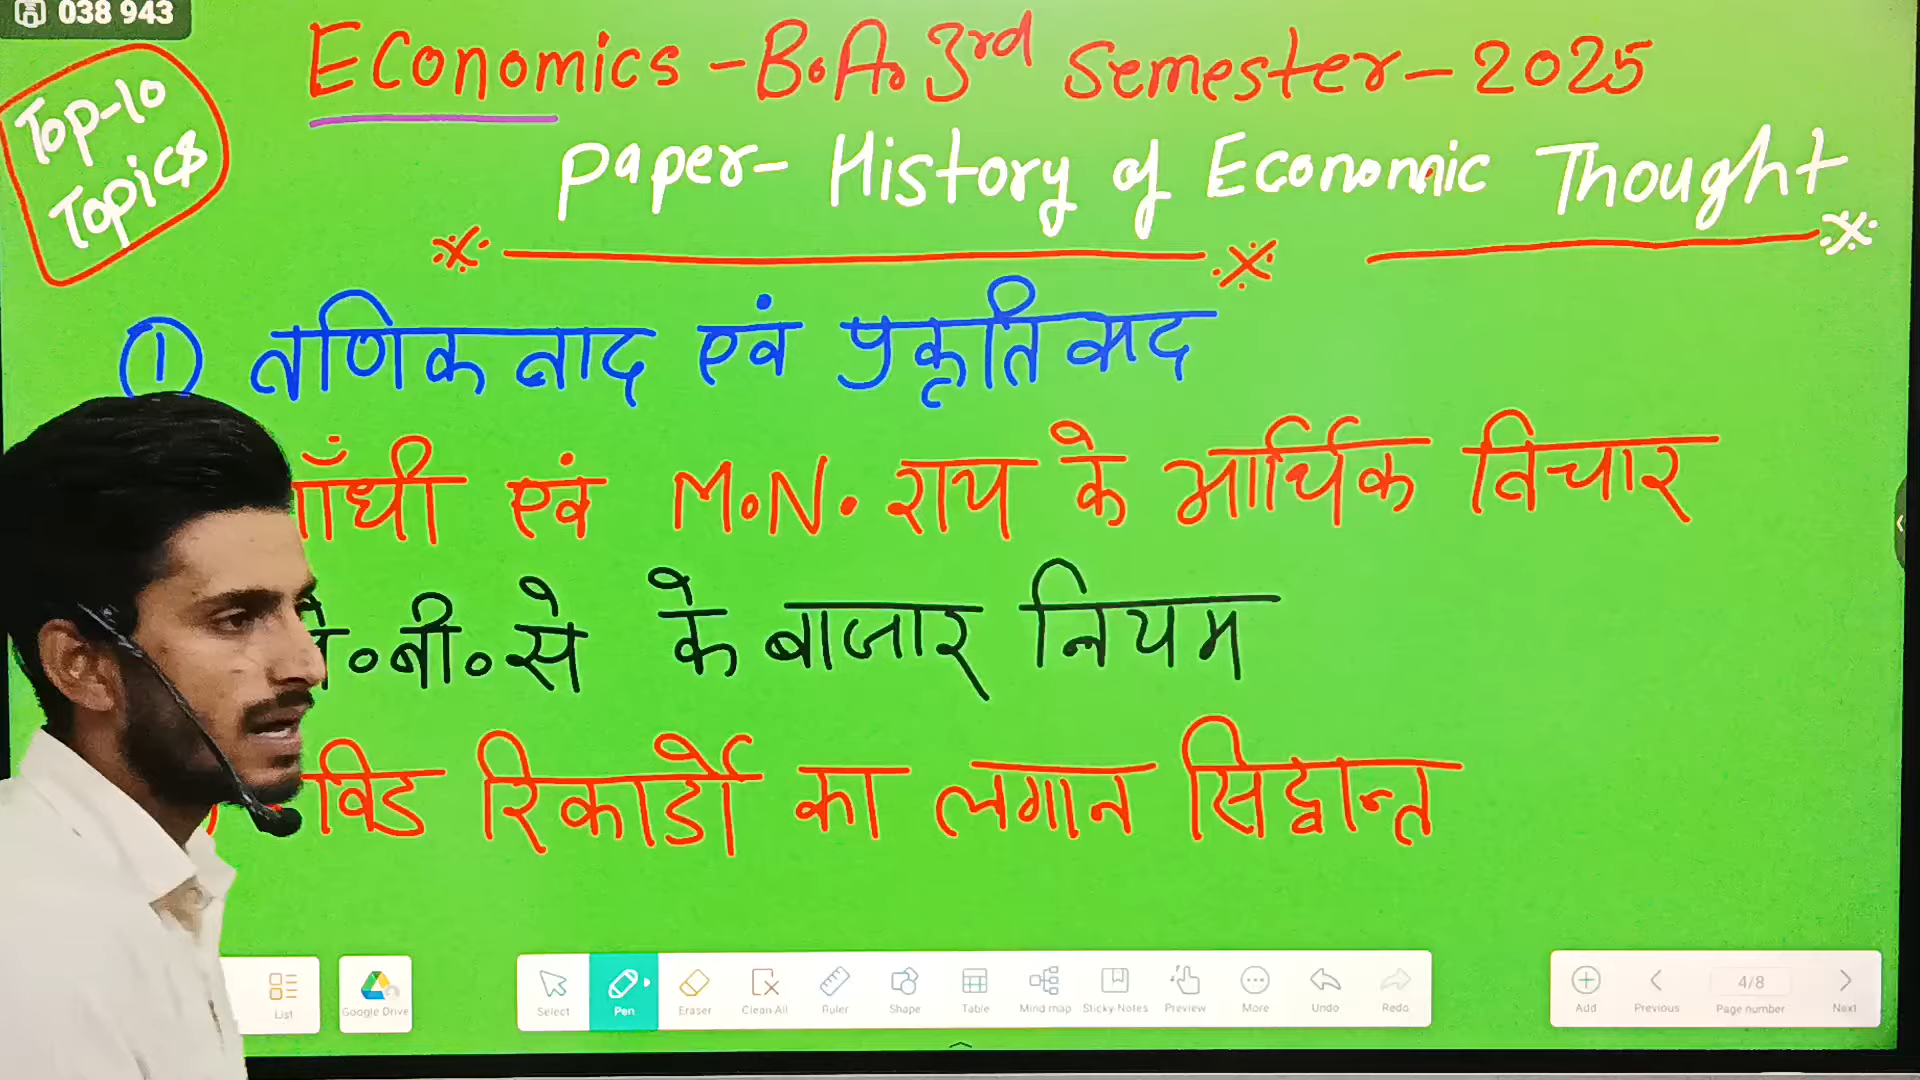 038 943
Top-10
Topics
Economics - B.A. 3rd Semester - 2025
Paper - History of Economic Thought
① वणिकवाद एवं प्रकृतिवाद
गाँधी एवं M.N. राय के आर्थिक विचार
बी. से के बाजार नियम
विड रिकार्डो का लगान सिद्धान्त
List
Google Drive
Select
Pen
Eraser
Clean All
Ruler
Shape
Table
Mind map
Sticky Notes
Preview
More
Undo
Redo
Add
Previous
4/8
Page number
Next